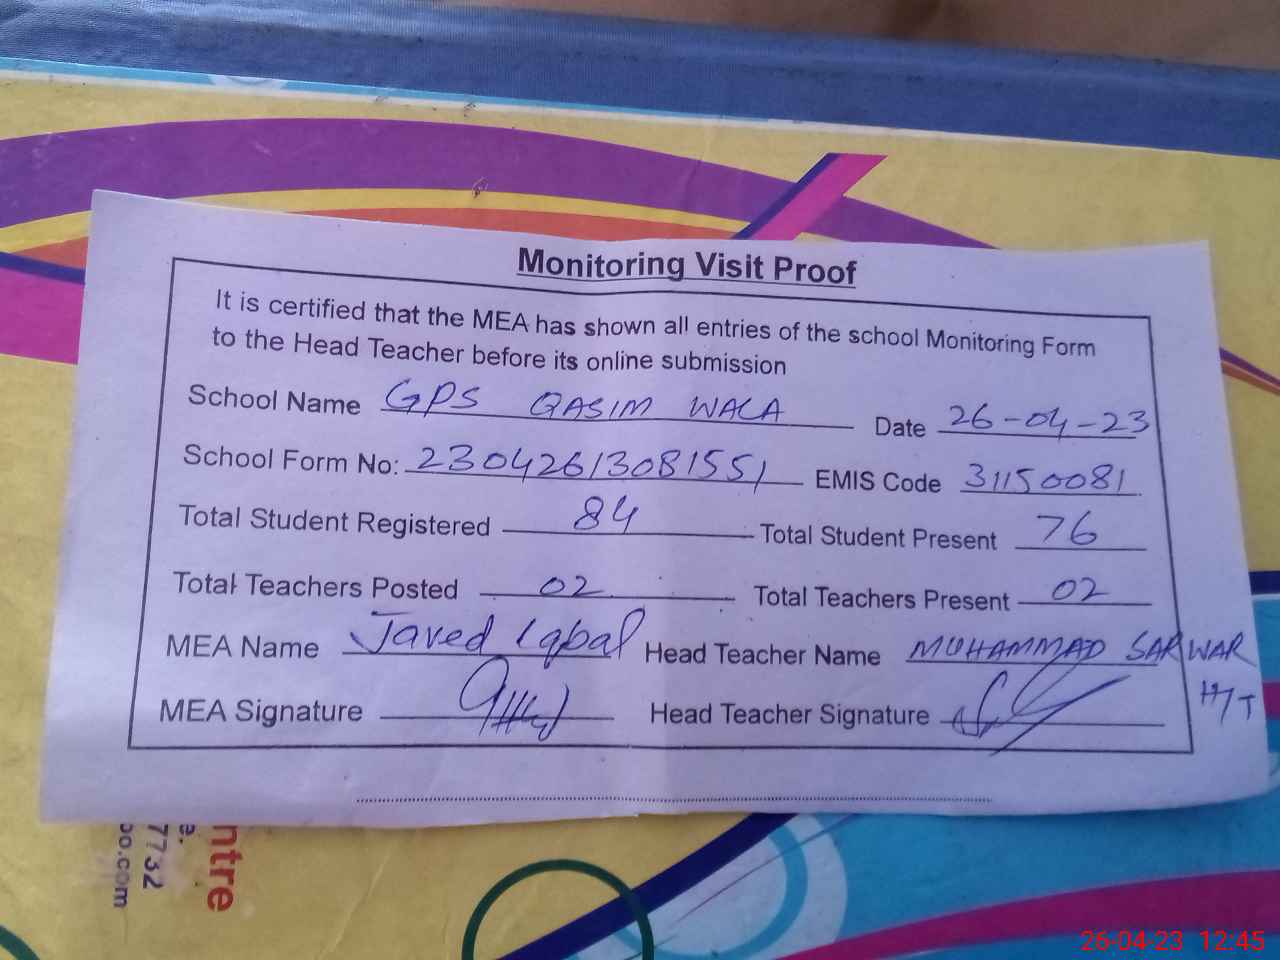 Monitoring Visit Proof
It is certified that the MEA has shown all entries of the school Monitoring Form
to the Head Teacher before its online submission
School Name GPS QASIM WALA Date 26-04-23
School Form No: 23042613081551 EMIS Code 31150081
Total Student Registered 84 Total Student Present 76
Total Teachers Posted 02 Total Teachers Present 02
MEA Name Javed Iqbal Head Teacher Name MUHAMMAD SARWAR
H/T
MEA Signature Head Teacher Signature
ntre
e.
7732
oo.com
26-04-23 12:45